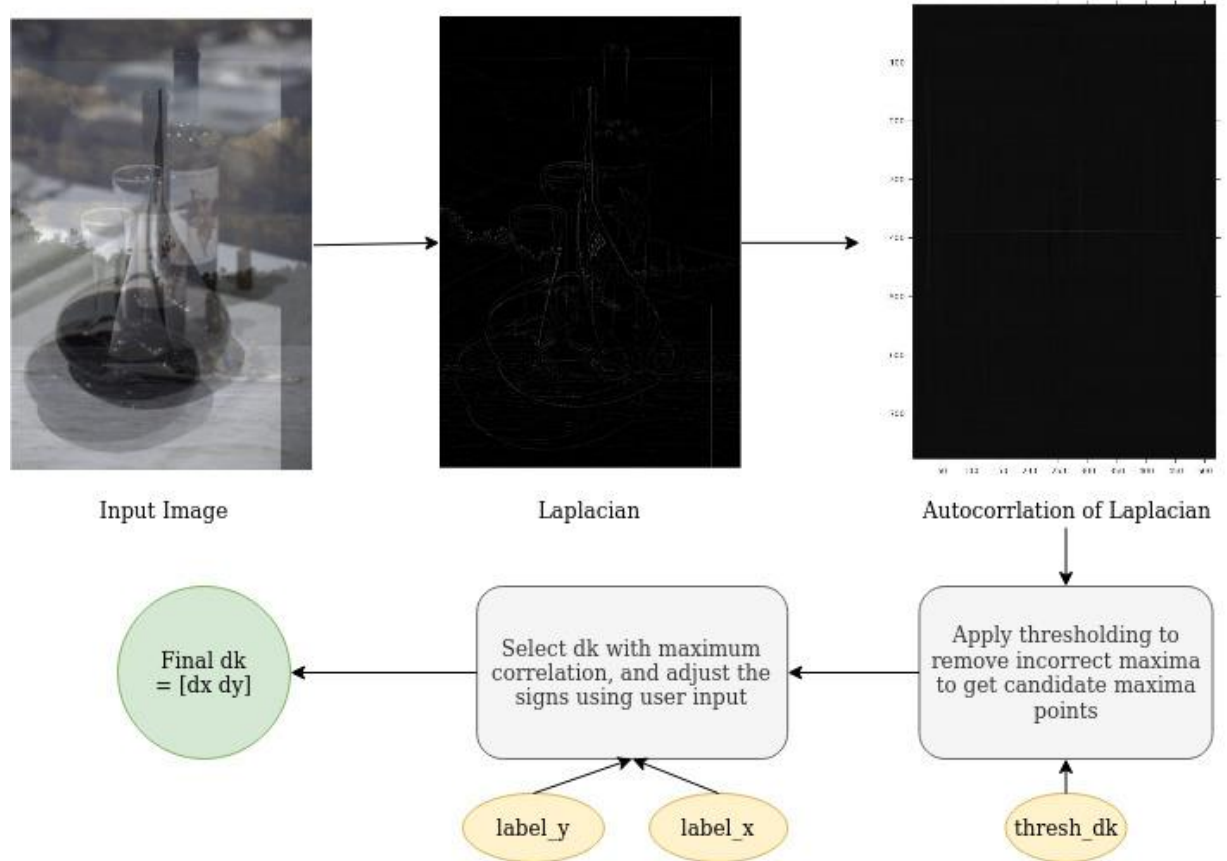 Input Image
Laplacian
Autocorrlation of Laplacian
Final dk
= [dx dy]
Select dk with maximum
correlation, and adjust the
signs using user input
Apply thresholding to
remove incorrect maxima
to get candidate maxima
points
label_y
label_x
thresh_dk